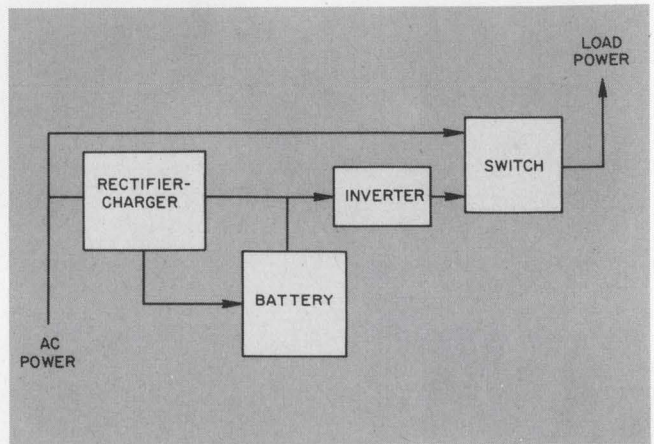 LOAD
POWER
SWITCH
RECTIFIER-
CHARGER
INVERTER
BATTERY
AC
POWER